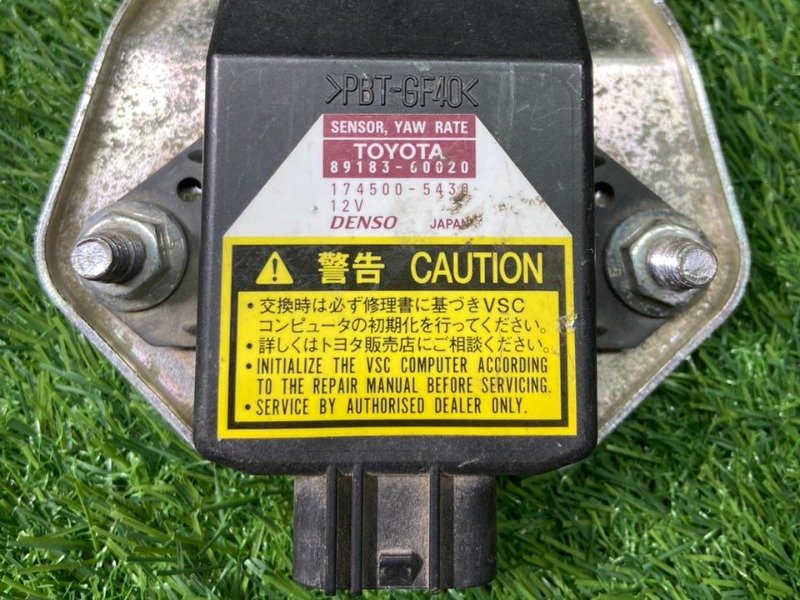 >PBT-GF40<
SENSOR, YAW RATE
TOYOTA
89183-60020
174500-5430
12V
DENSO JAPAN
警告 CAUTION
・交換時は必ず修理書に基づきVSC
コンピュータの初期化を行ってください。
・詳しくはトヨタ販売店にご相談ください。
・INITIALIZE THE VSC COMPUTER ACCORDING
TO THE REPAIR MANUAL BEFORE SERVICING.
・SERVICE BY AUTHORISED DEALER ONLY.